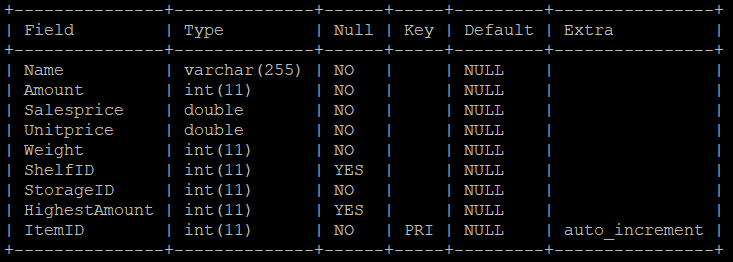 +---------------+--------------+------+-----+---------+----------------+
| Field         | Type         | Null | Key | Default | Extra          |
+---------------+--------------+------+-----+---------+----------------+
| Name          | varchar(255) | NO   |     | NULL    |                |
| Amount        | int(11)      | NO   |     | NULL    |                |
| Salesprice    | double       | NO   |     | NULL    |                |
| Unitprice     | double       | NO   |     | NULL    |                |
| Weight        | int(11)      | NO   |     | NULL    |                |
| ShelfID       | int(11)      | YES  |     | NULL    |                |
| StorageID     | int(11)      | NO   |     | NULL    |                |
| HighestAmount | int(11)      | YES  |     | NULL    |                |
| ItemID        | int(11)      | NO   | PRI | NULL    | auto_increment |
+---------------+--------------+------+-----+---------+----------------+